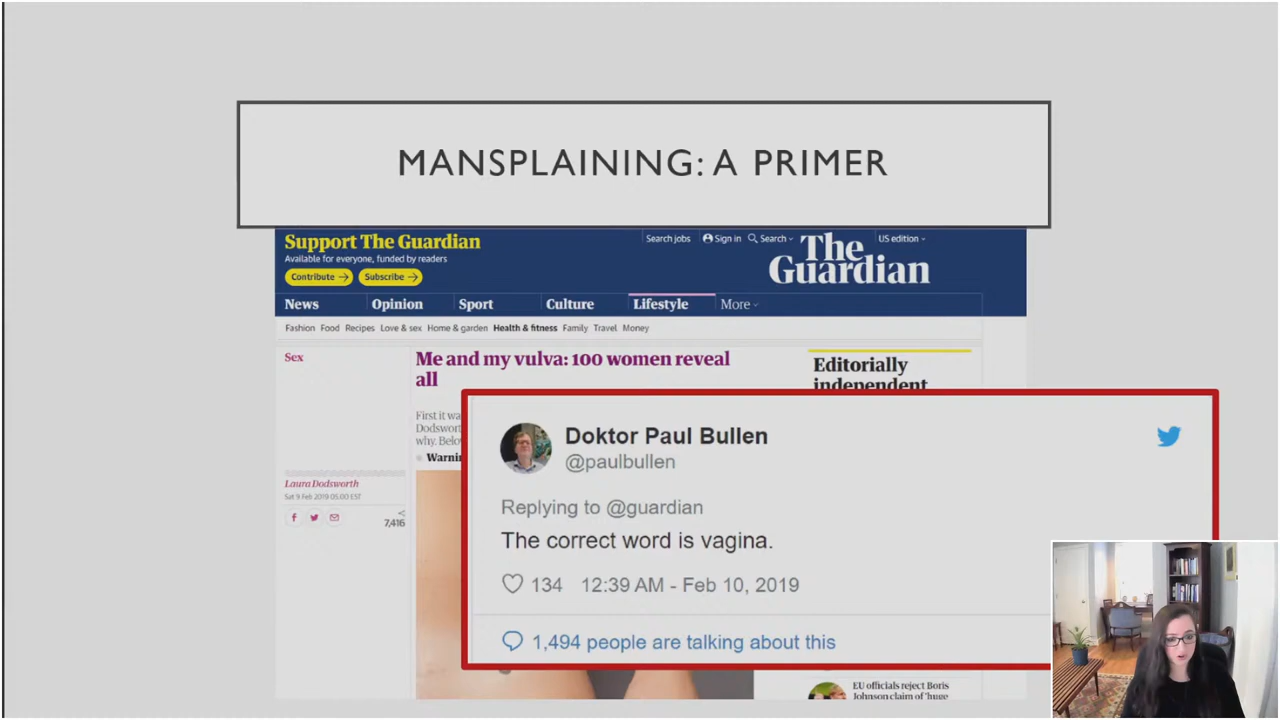 MANSPLAINING: A PRIMER
Support The Guardian
Available for everyone, funded by readers
Contribute → Subscribe →
Search jobs Sign in Search US edition
The
Guardian
News Opinion Sport Culture Lifestyle More
Fashion Food Recipes Love & sex Home & garden Health & fitness Family Travel Money
Sex
Me and my vulva: 100 women reveal
all
Editorially
independent
First it wa
Dodswor
why. Belo
Warnin
Laura Dodsworth
Sat 9 Feb 2019 05.00 EST
7,416
Doktor Paul Bullen
@paulbullen
Replying to @guardian
The correct word is vagina.
134 12:39 AM - Feb 10, 2019
1,494 people are talking about this
EU officials reject Boris
Johnson claim of 'huge